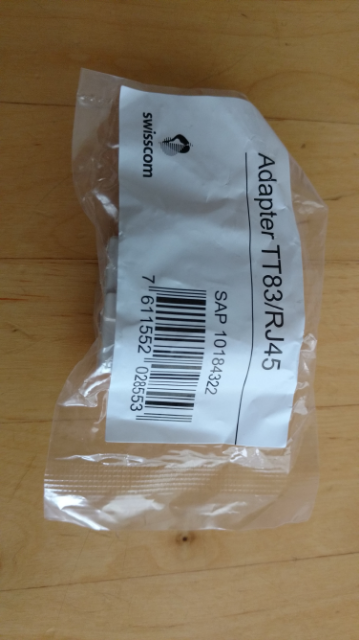 Adapter TT83/RJ45
SAP 10184322
7 611552 028553
swisscom